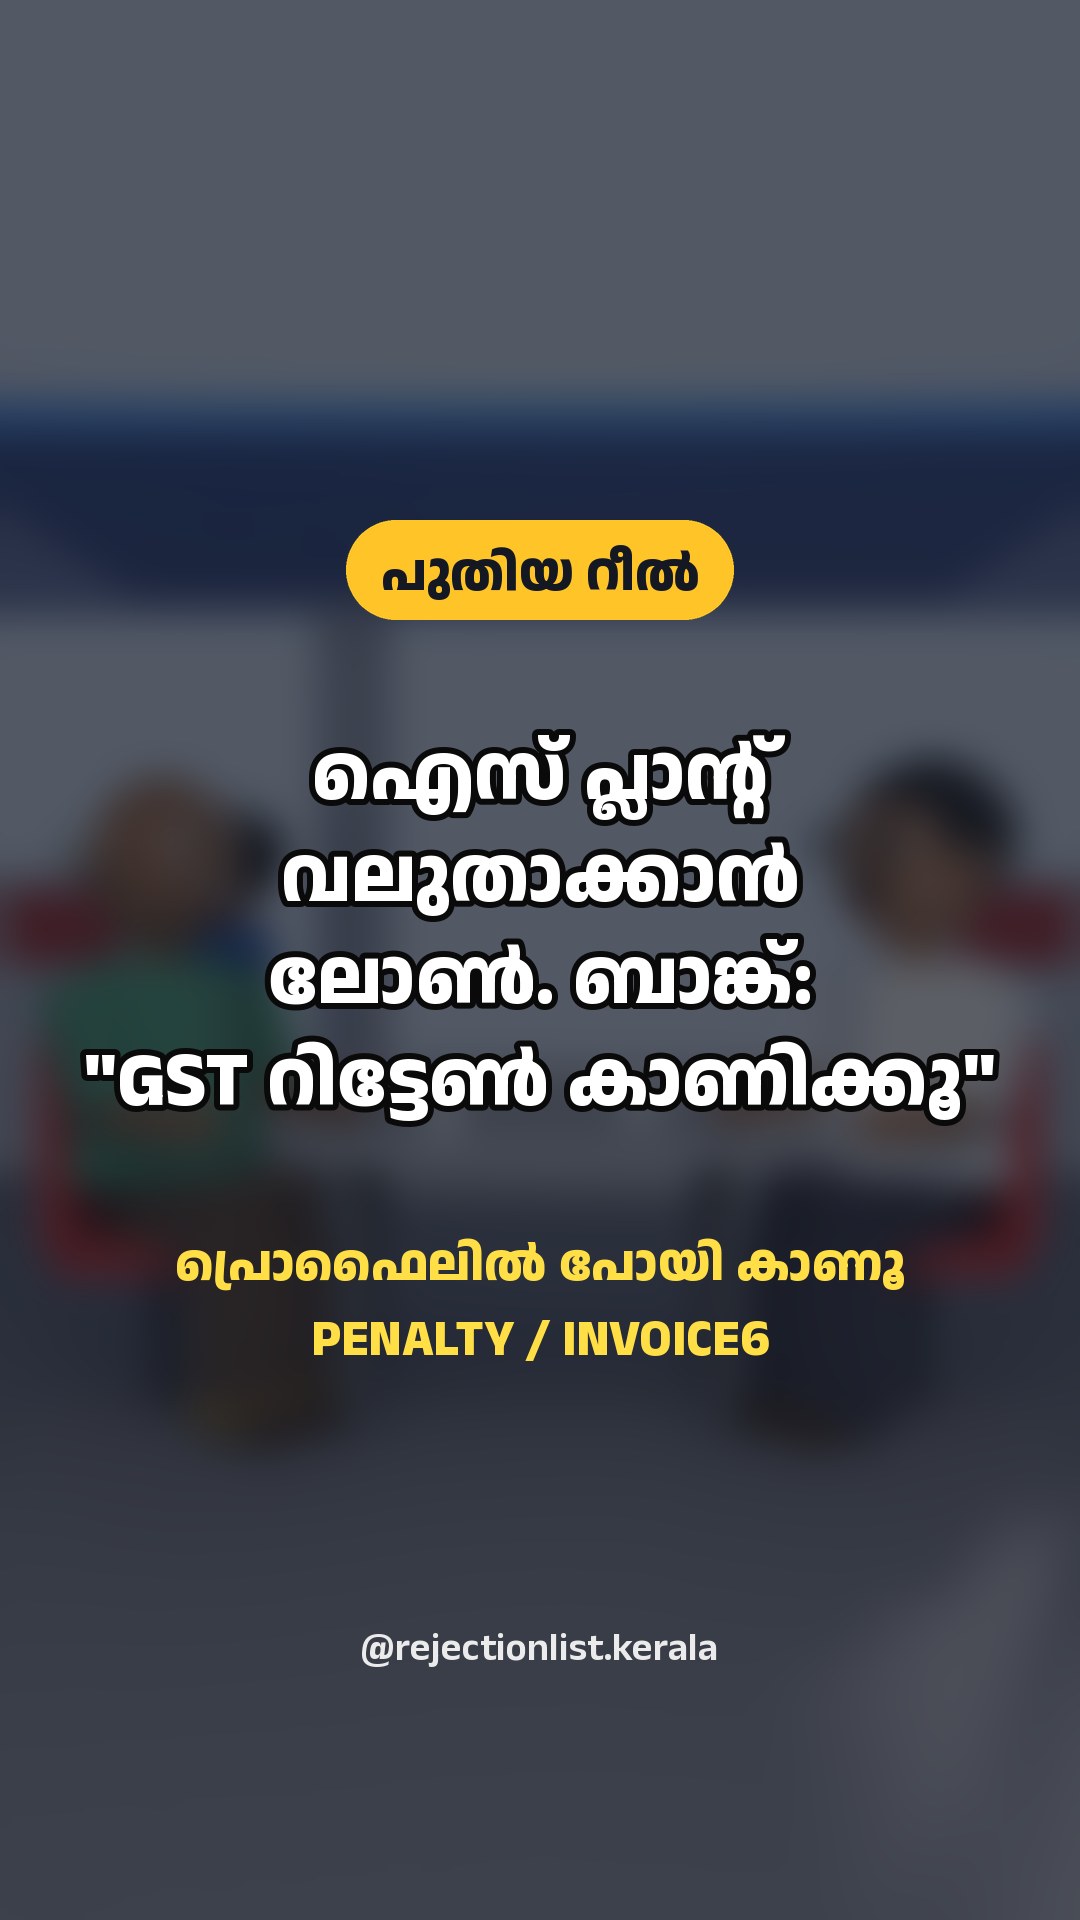 പുതിയ റീൽ
ഐസ് പ്ലാന്റ്
വലുതാക്കാൻ
ലോൺ. ബാങ്ക്:
"GST റിട്ടേൺ കാണിക്കൂ"
പ്രൊഫൈലിൽ പോയി കാണൂ
PENALTY / INVOICE6
@rejectionlist.kerala